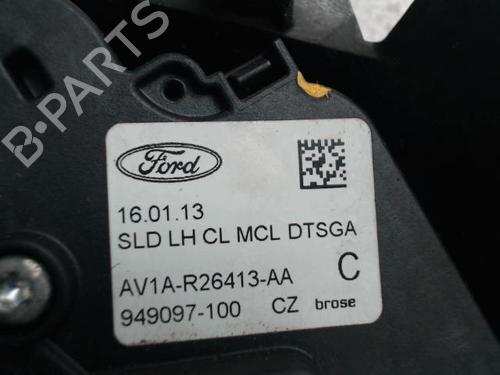 B-PARTS
Ford
16.01.13
SLD LH CL MCL DTSGA
AV1A-R26413-AA C
949097-100 CZ brose